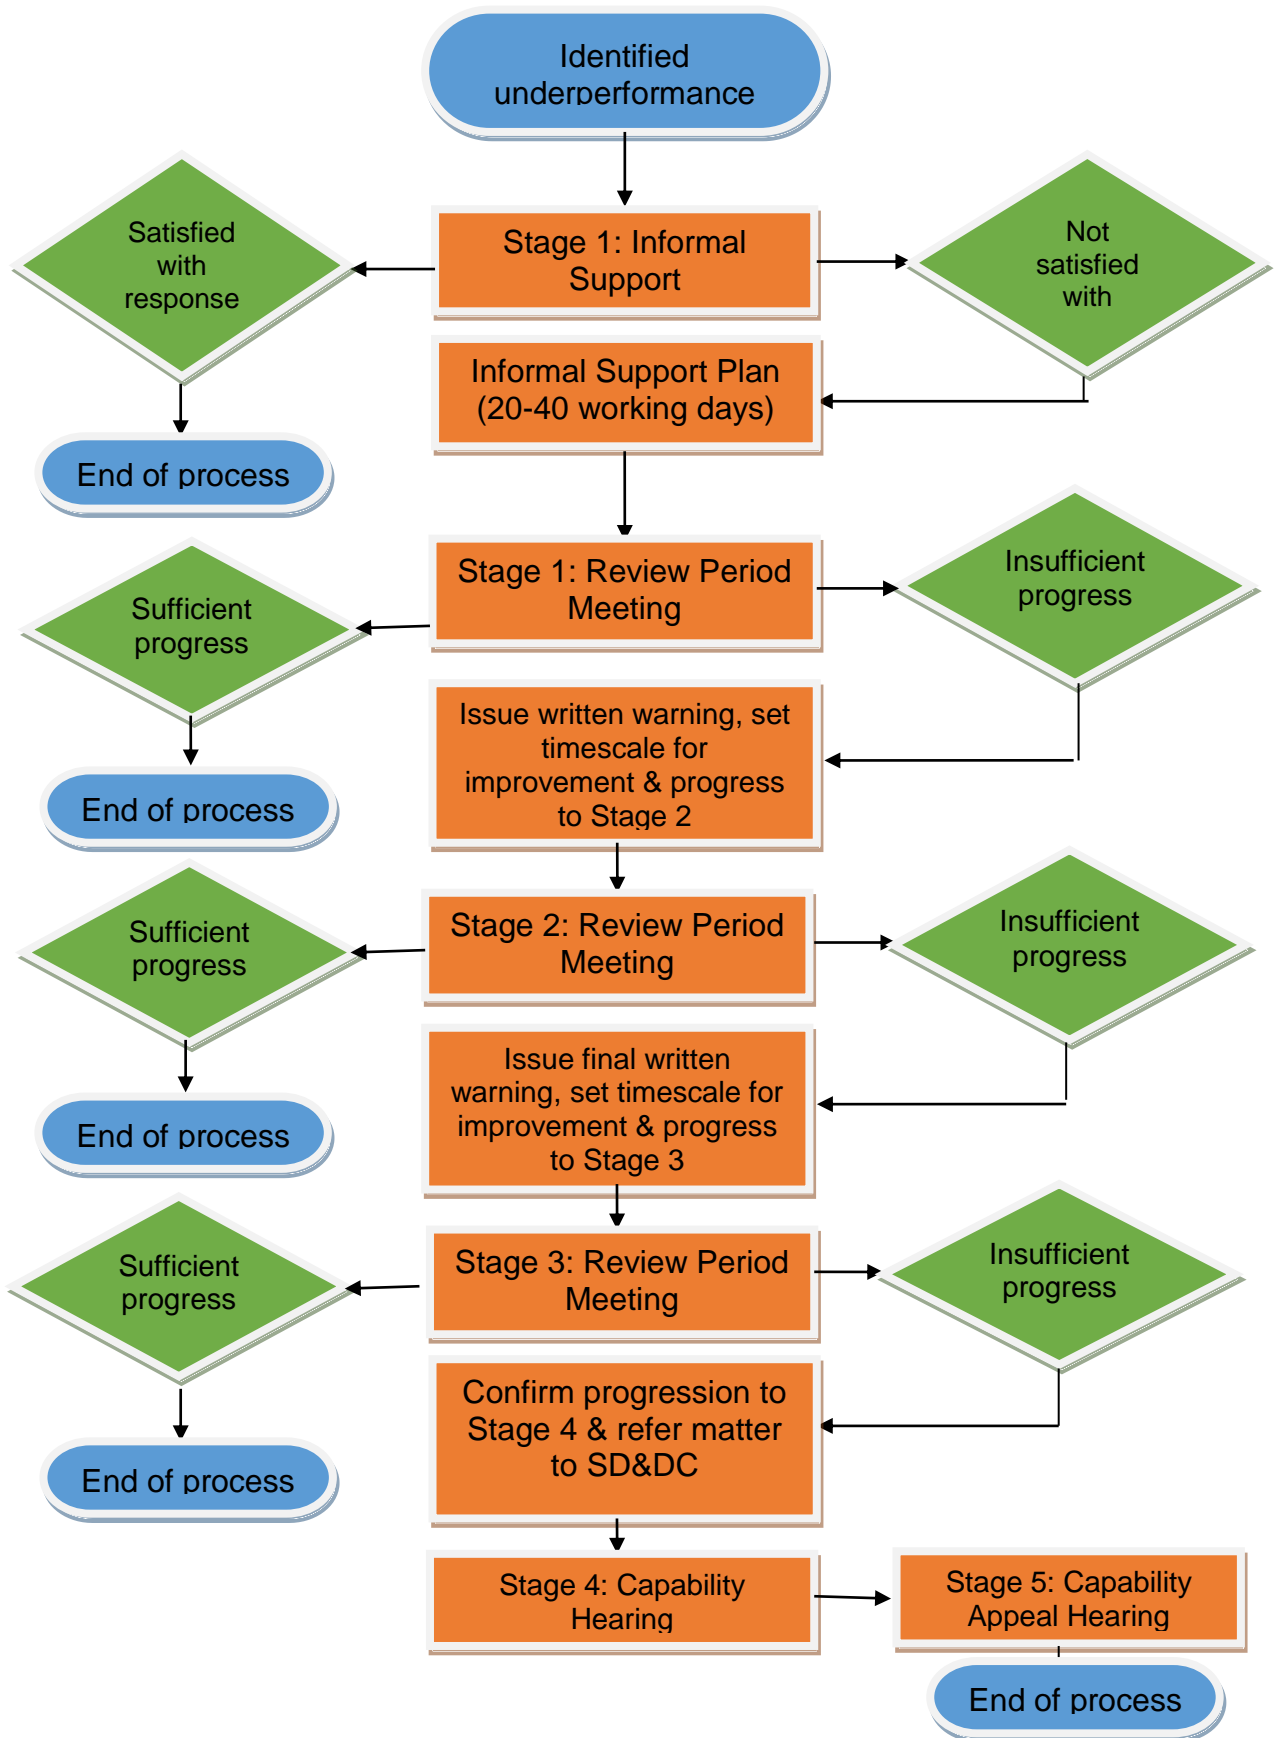 Identified
underperformance
Stage 1: Informal
Support
Satisfied
with
response
Not
satisfied
with
End of process
Informal Support Plan
(20-40 working days)
Stage 1: Review Period
Meeting
Sufficient
progress
Insufficient
progress
End of process
Issue written warning, set
timescale for
improvement & progress
to Stage 2
Stage 2: Review Period
Meeting
Sufficient
progress
Insufficient
progress
End of process
Issue final written
warning, set timescale for
improvement & progress
to Stage 3
Stage 3: Review Period
Meeting
Sufficient
progress
Insufficient
progress
End of process
Confirm progression to
Stage 4 & refer matter
to SD&DC
Stage 4: Capability
Hearing
Stage 5: Capability
Appeal Hearing
End of process